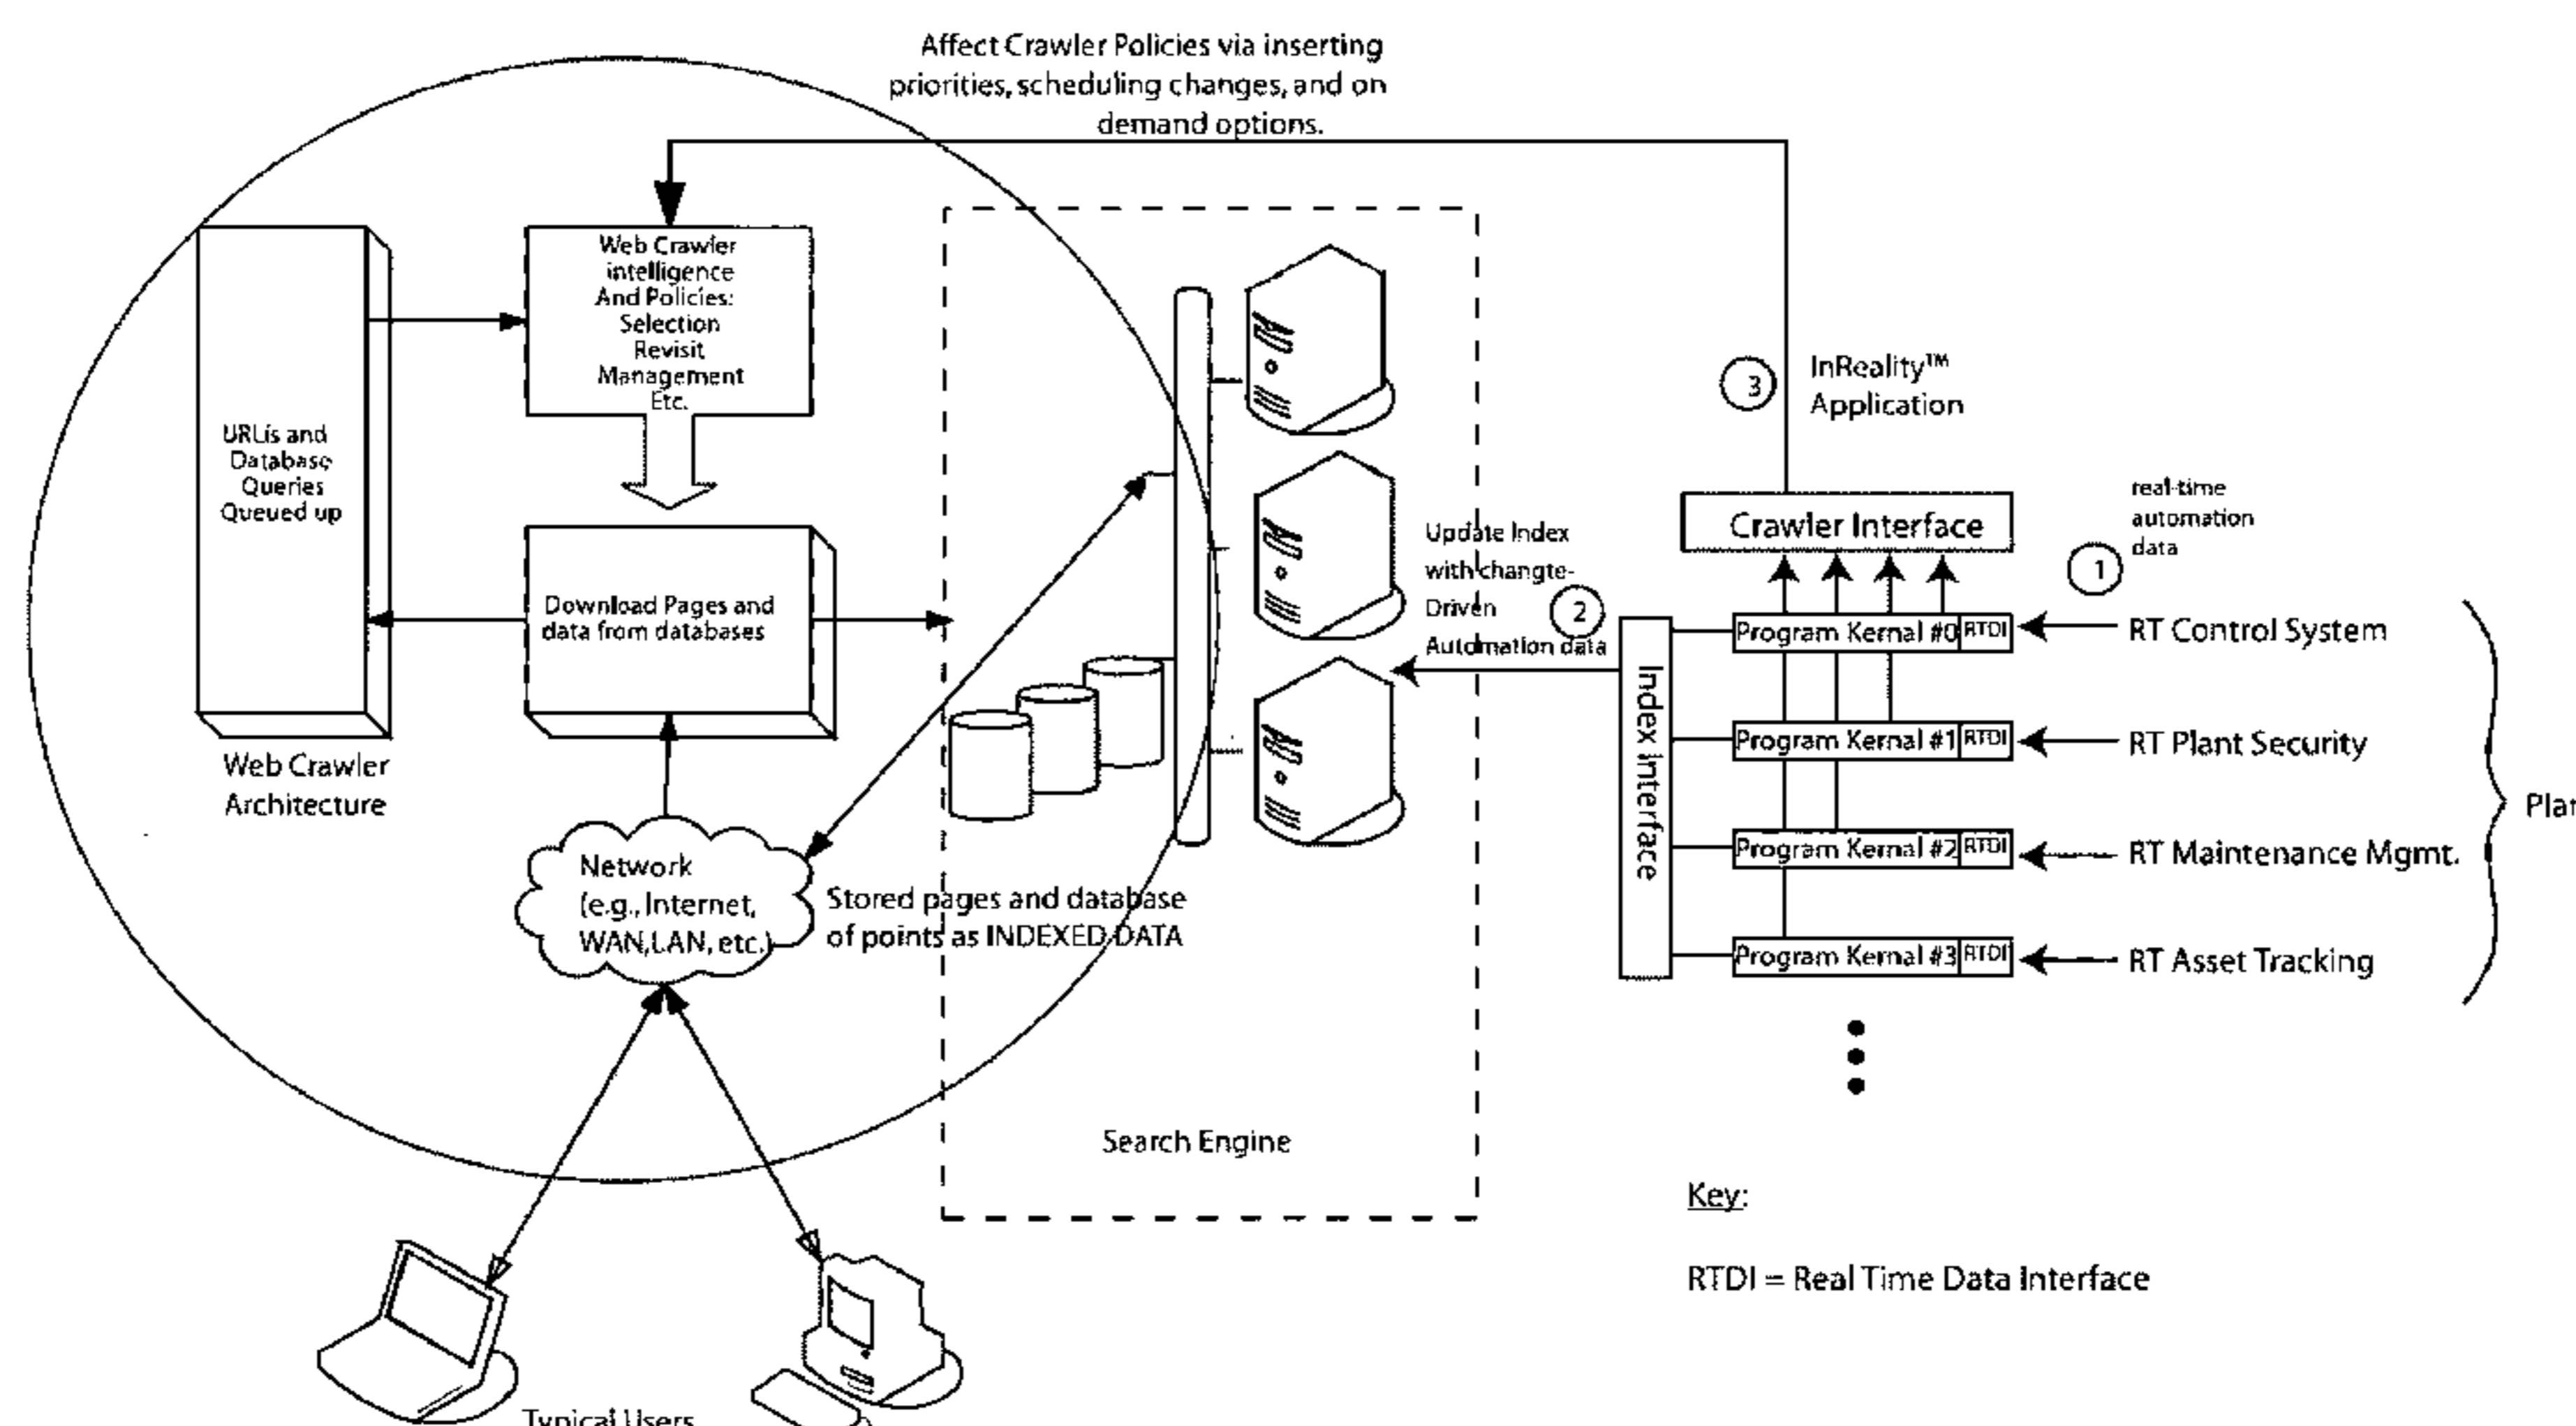 Affect Crawler Policies via inserting
priorities, scheduling changes, and on
demand options.
Web Crawler
intelligence
And Policies:
Selection
Revisit
Management
Etc.
URLís and
Database
Queries
Queued up
Download Pages and
data from databases
Web Crawler
Architecture
Network
(e.g., Internet,
WAN, LAN, etc.)
Stored pages and database
of points as INDEXED DATA
Search Engine
Typical Users
Update Index
with changte-
Driven
Automation data
2
3
InReality™
Application
Crawler Interface
1
real-time
automation
data
Index Interface
Program Kernal #0 RTDI
RT Control System
Program Kernal #1 RTDI
RT Plant Security
Program Kernal #2 RTDI
RT Maintenance Mgmt.
Program Kernal #3 RTDI
RT Asset Tracking
Key:
RTDI = Real Time Data Interface